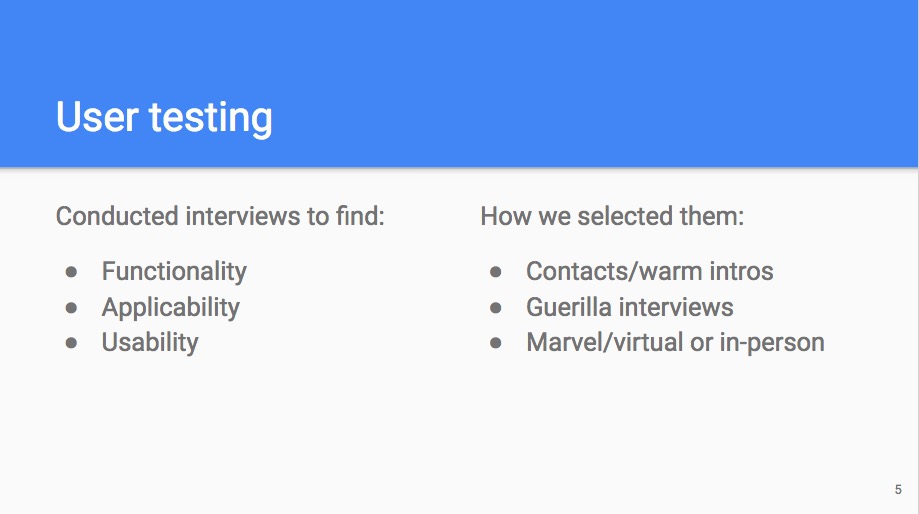 User testing
Conducted interviews to find:
● Functionality
● Applicability
● Usability
How we selected them:
● Contacts/warm intros
● Guerilla interviews
● Marvel/virtual or in-person
5